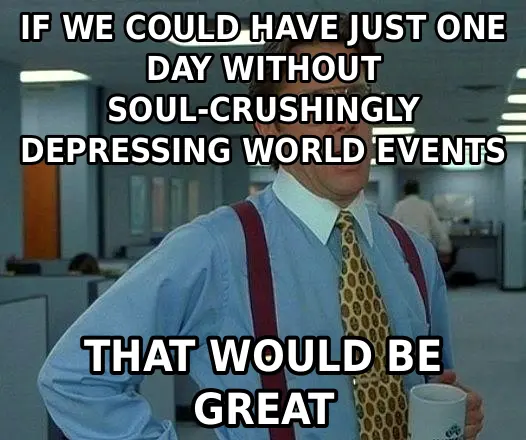 IF WE COULD HAVE JUST ONE
DAY WITHOUT
SOUL-CRUSHINGLY
DEPRESSING WORLD EVENTS
THAT WOULD BE
GREAT